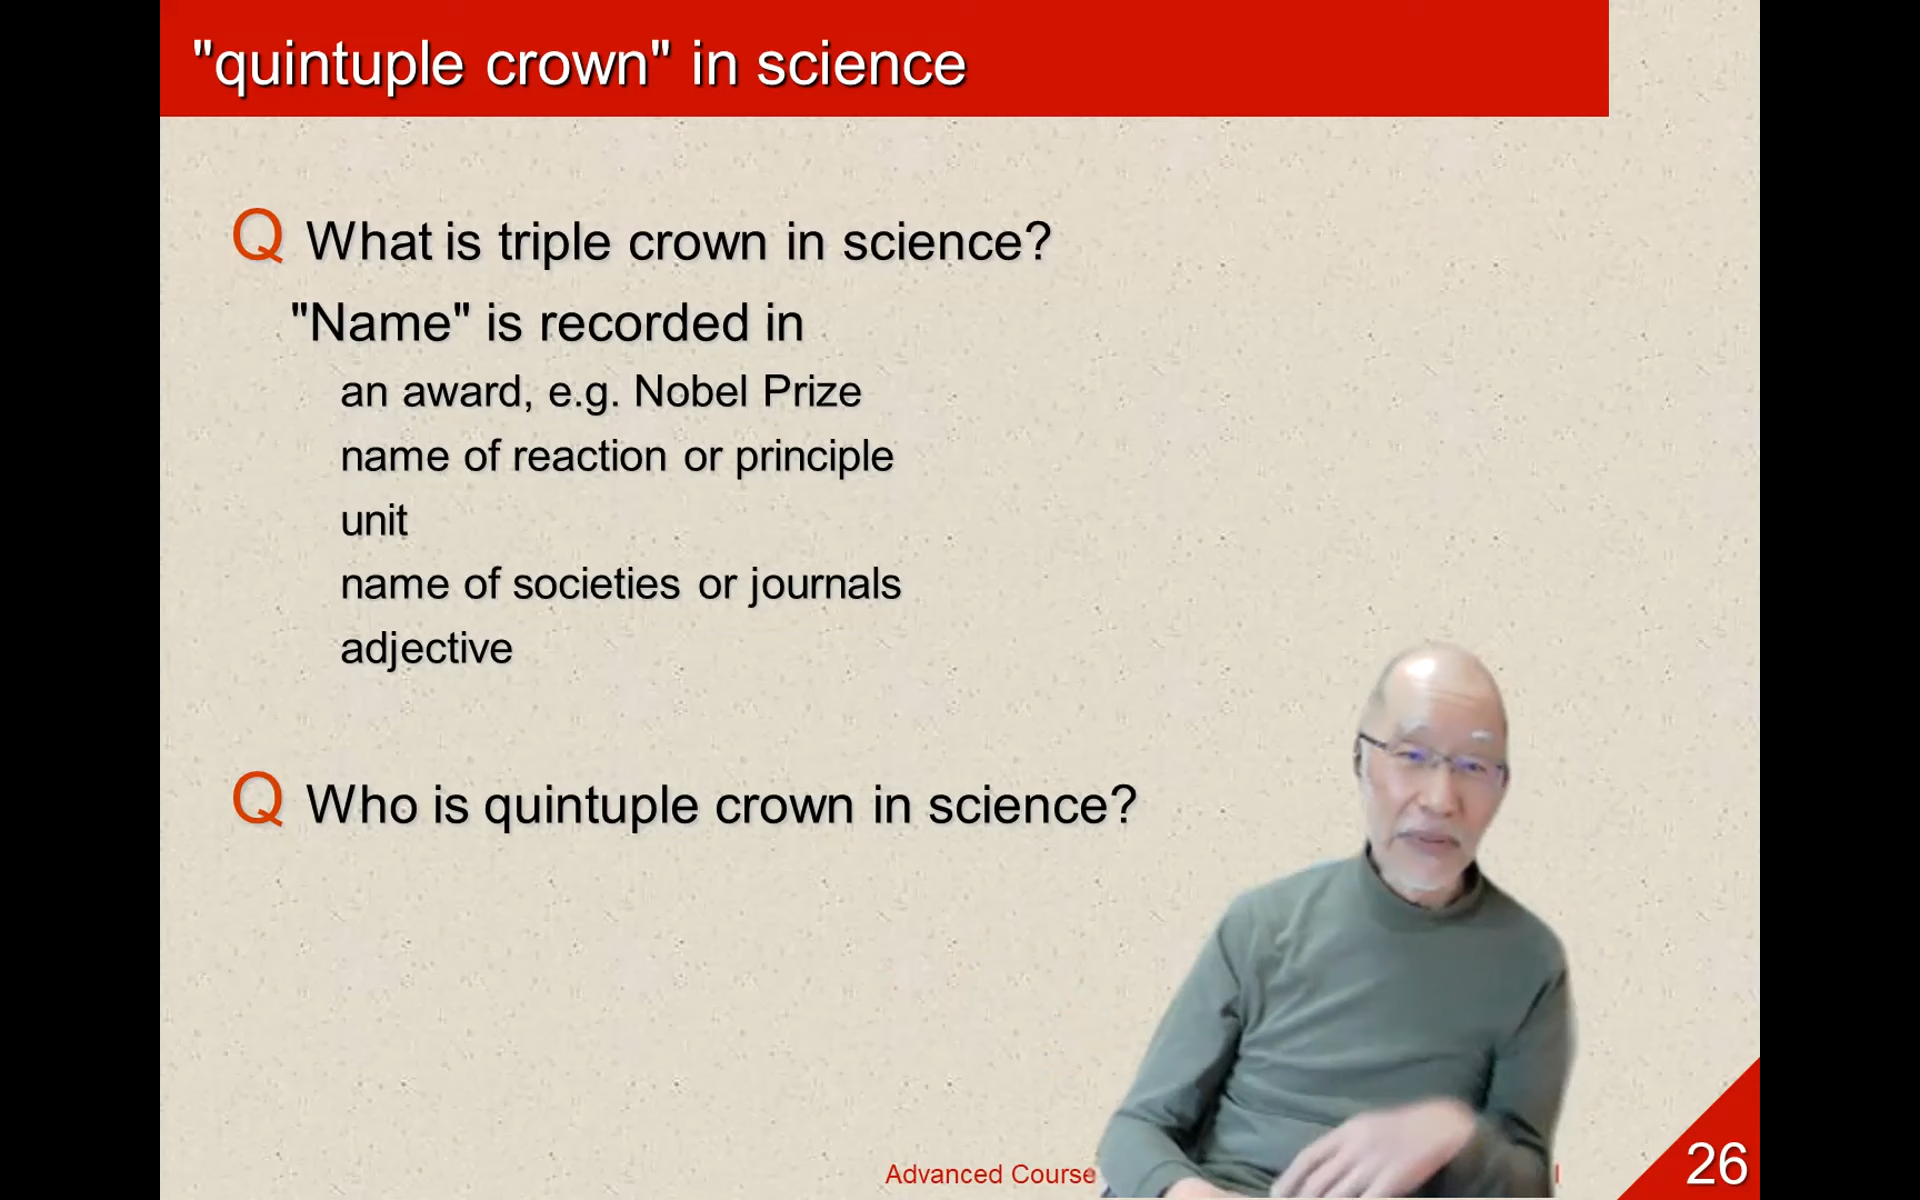 "quintuple crown" in science
Q What is triple crown in science?
"Name" is recorded in
an award, e.g. Nobel Prize
name of reaction or principle
unit
name of societies or journals
adjective
Q Who is quintuple crown in science?
Advanced Course
26